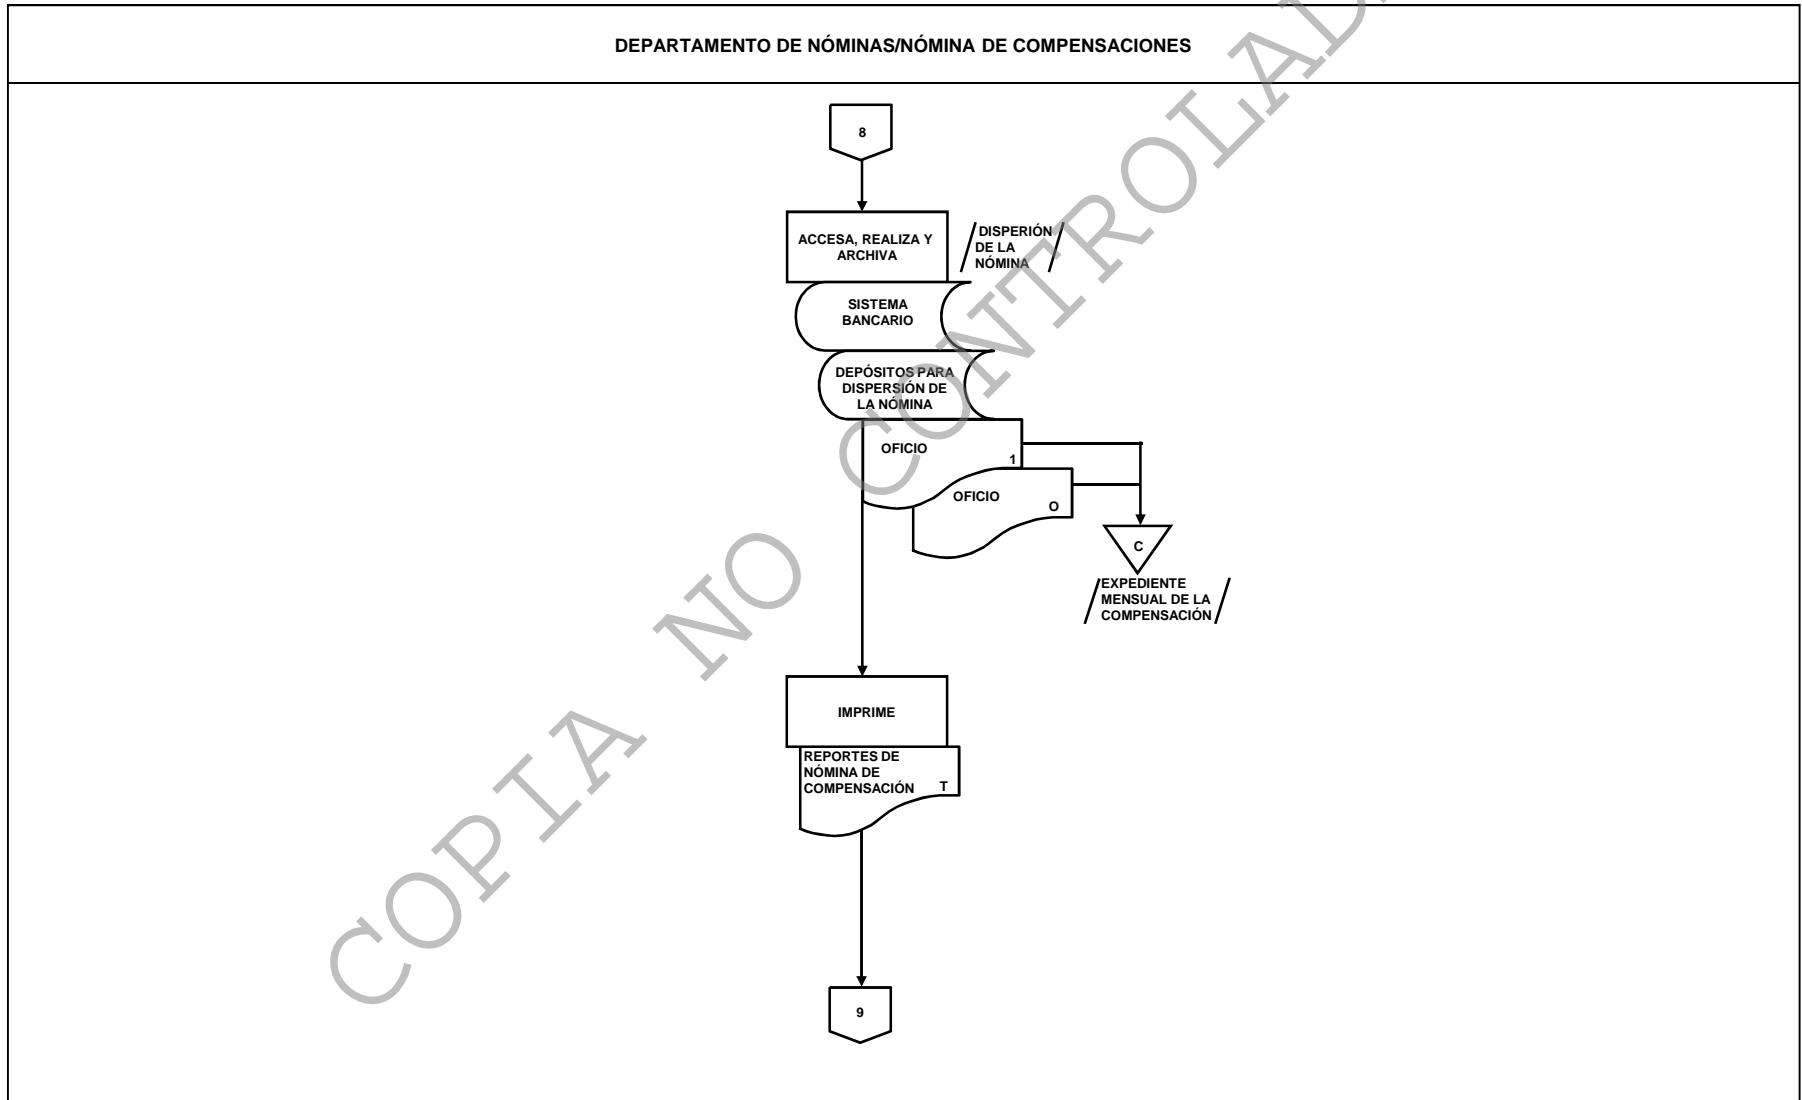 DEPARTAMENTO DE NÓMINAS/NÓMINA DE COMPENSACIONES
8
ACCESA, REALIZA Y
ARCHIVA
DISPERIÓN
DE LA
NÓMINA
SISTEMA
BANCARIO
DEPÓSITOS PARA
DISPERSIÓN DE
LA NÓMINA
OFICIO
1
OFICIO
O
C
EXPEDIENTE
MENSUAL DE LA
COMPENSACIÓN
IMPRIME
REPORTES DE
NÓMINA DE
COMPENSACIÓN
T
9
COPIA NO CONTROLAD